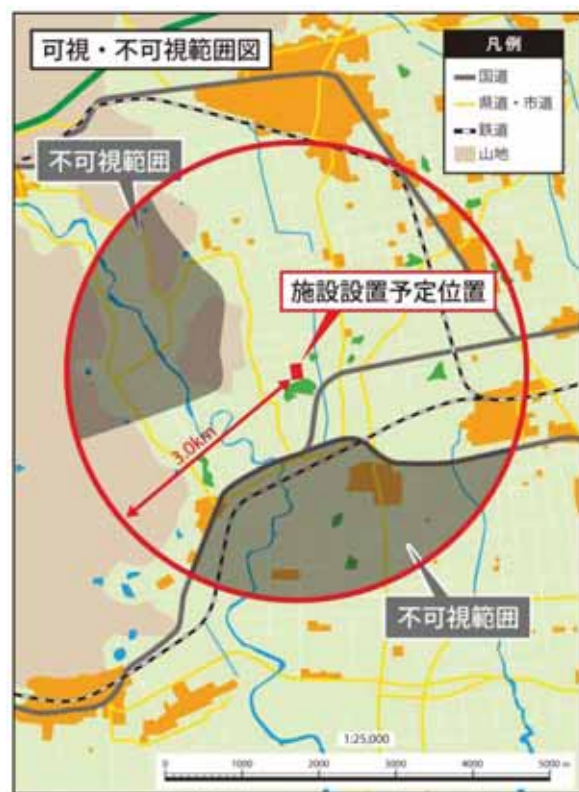 可視・不可視範囲図
凡例
国道
県道・市道
鉄道
山地
不可視範囲
施設設置予定位置
3.0km
不可視範囲
1:25,000
0 1000 2000 3000 4000 5000 m